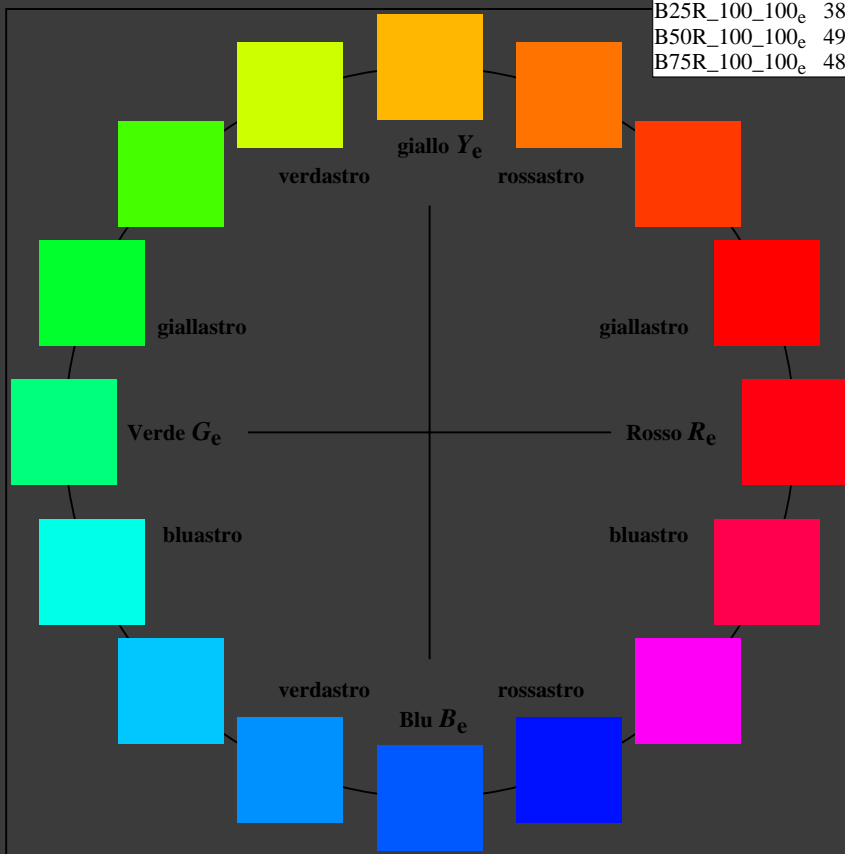 B25R_100_100e 38
B50R_100_100e 49
B75R_100_100e 48
giallo Ye
verdastro rossastro
giallastro giallastro
Verde Ge Rosso Re
bluastro bluastro
verdastro rossastro
Blu Be